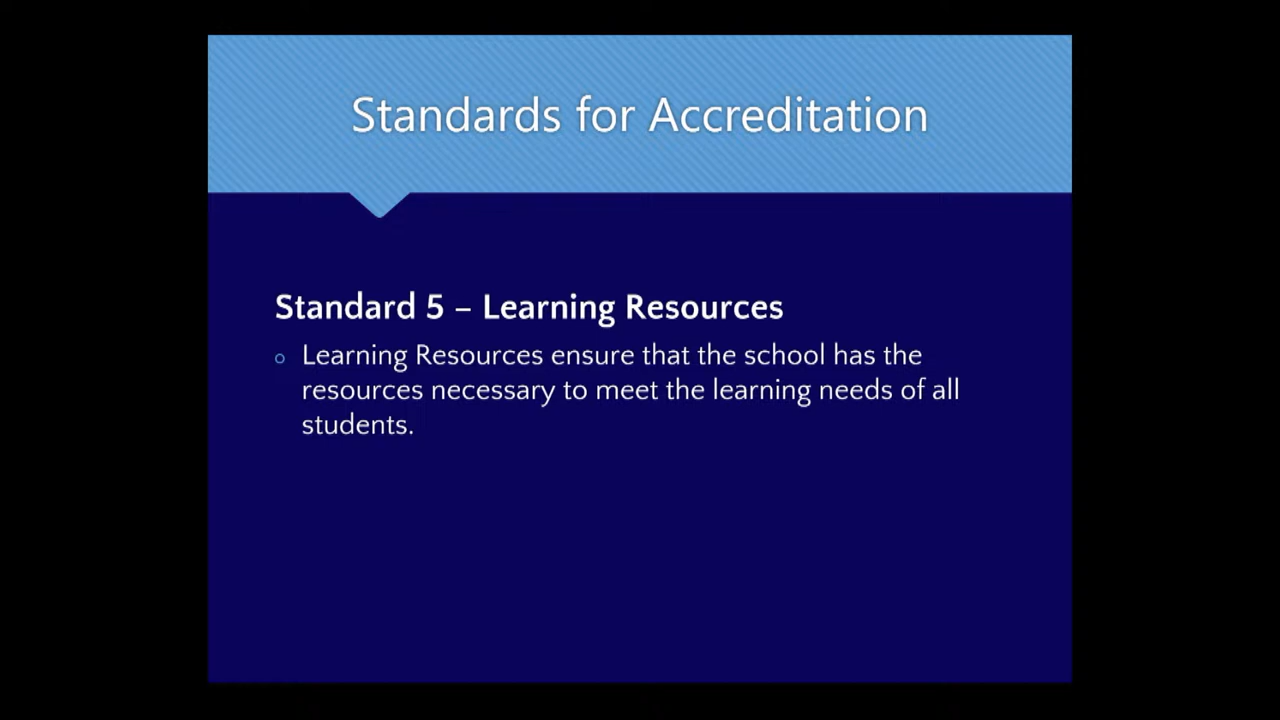 Standards for Accreditation
Standard 5 – Learning Resources
Learning Resources ensure that the school has the
resources necessary to meet the learning needs of all
students.